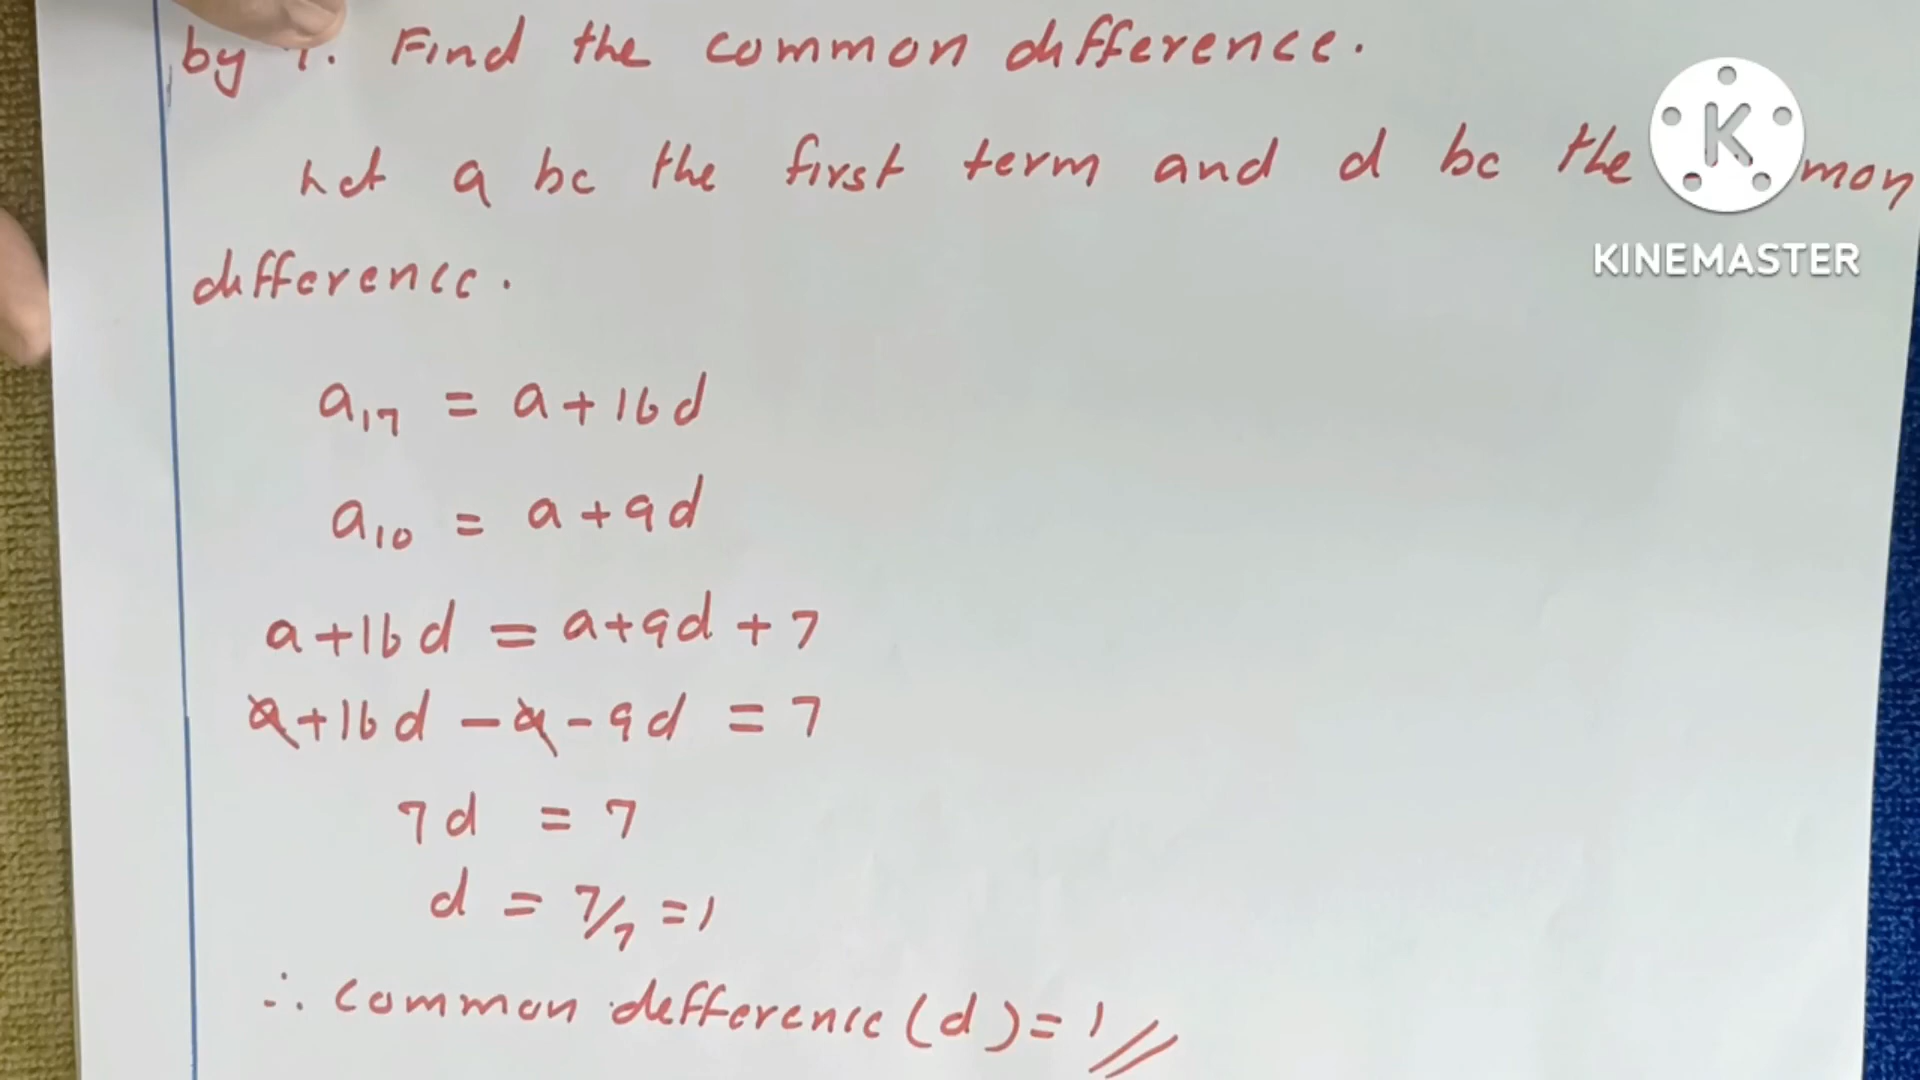 by 7. Find the common difference.
Let a be the first term and d be the mon
difference.
a₁₇ = a + 16d
a₁₀ = a + 9d
a + 16d = a + 9d + 7
a + 16d - a - 9d = 7
7d = 7
d = 7/7 = 1
∴ common defference (d) = 1//
K
KINEMASTER